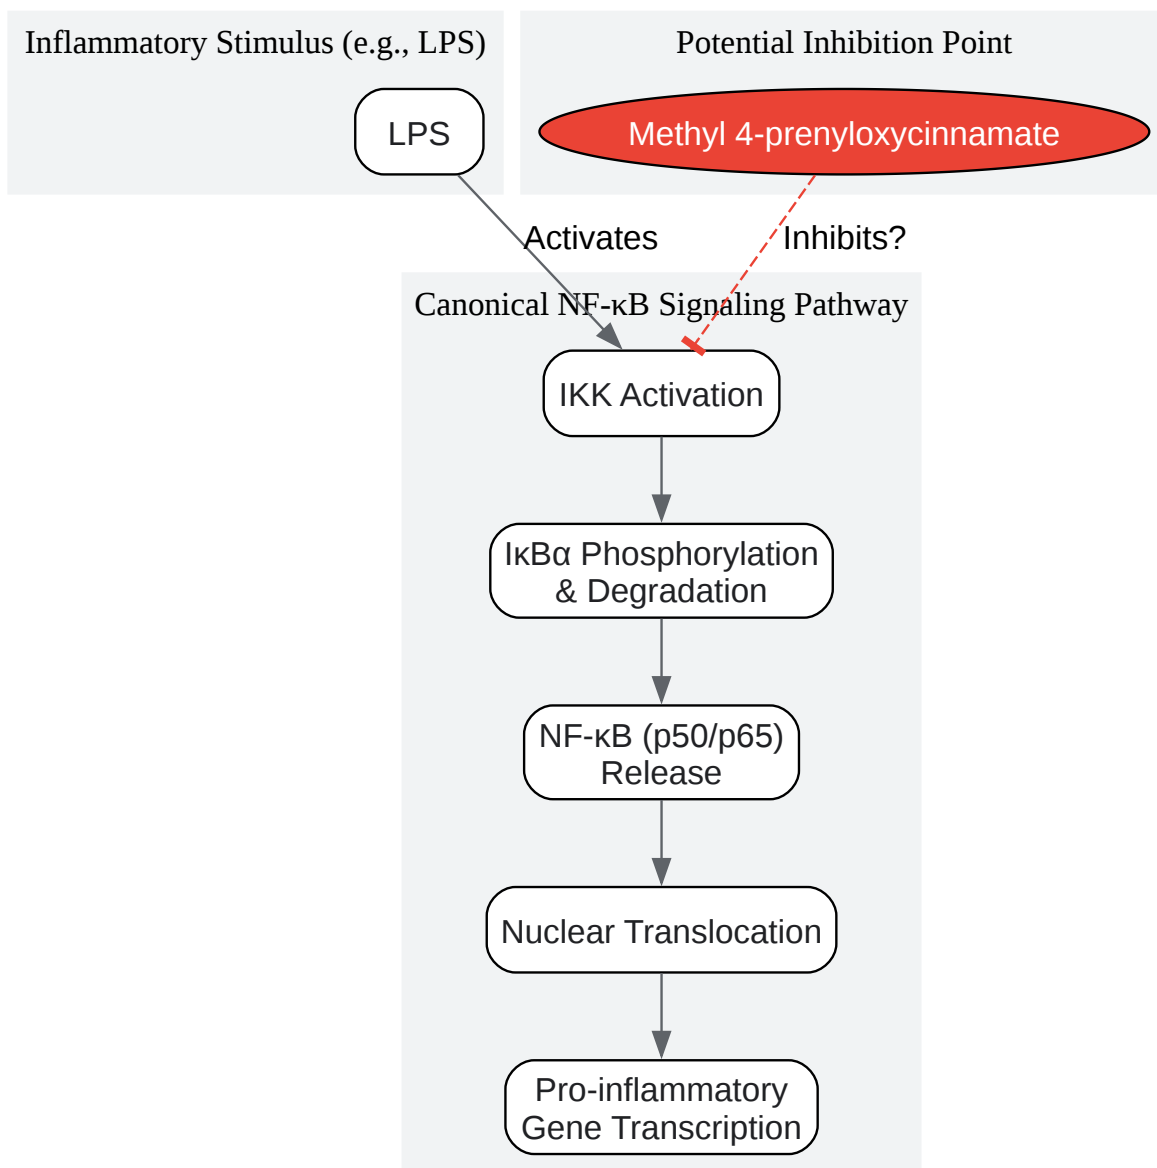 Inflammatory Stimulus (e.g., LPS)
Potential Inhibition Point
LPS
Methyl 4-prenyloxycinnamate
Activates
Inhibits?
Canonical NF-κB Signaling Pathway
IKK Activation
IκBα Phosphorylation
& Degradation
NF-κB (p50/p65)
Release
Nuclear Translocation
Pro-inflammatory
Gene Transcription